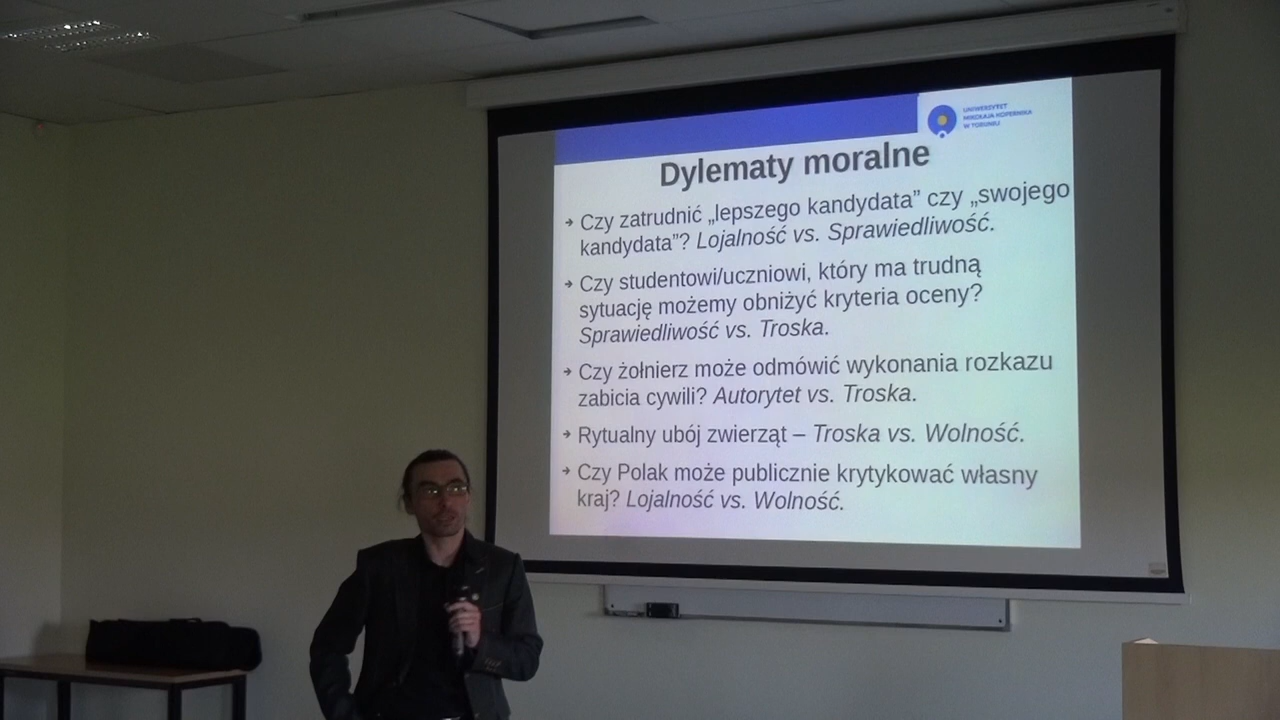 UNIWERSYTET
MIKOŁAJA KOPERNIKA
W TORUNIU
Dylematy moralne
Czy zatrudnić „lepszego kandydata” czy „swojego
kandydata”? Lojalność vs. Sprawiedliwość.
Czy studentowi/uczniowi, który ma trudną
sytuację możemy obniżyć kryteria oceny?
Sprawiedliwość vs. Troska.
Czy żołnierz może odmówić wykonania rozkazu
zabicia cywili? Autorytet vs. Troska.
Rytualny ubój zwierząt – Troska vs. Wolność.
Czy Polak może publicznie krytykować własny
kraj? Lojalność vs. Wolność.